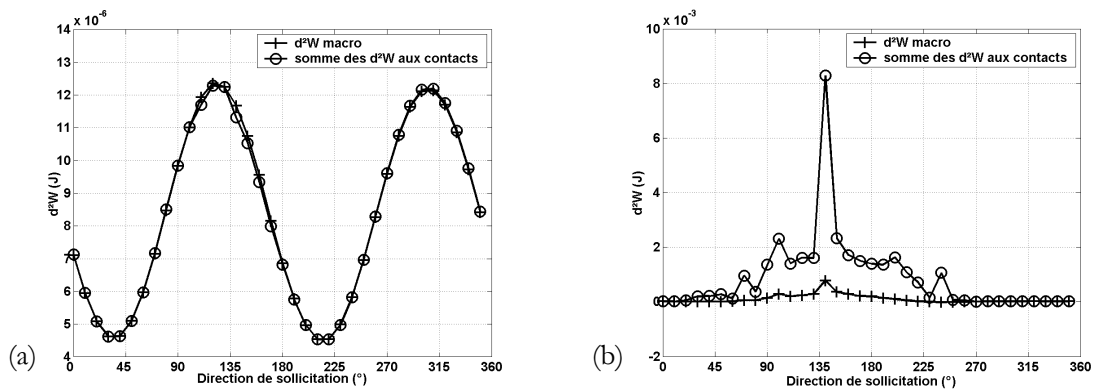 x 10⁻⁶
14
13
12
11
10
9
8
7
6
5
4
d²W (J)
d²W macro
somme des d²W aux contacts
0 45 90 135 180 225 270 315 360
Direction de sollicitation (°)
(a)
x 10⁻³
10
8
6
4
2
0
-2
d²W (J)
d²W macro
somme des d²W aux contacts
0 45 90 135 180 225 270 315 360
Direction de sollicitation (°)
(b)